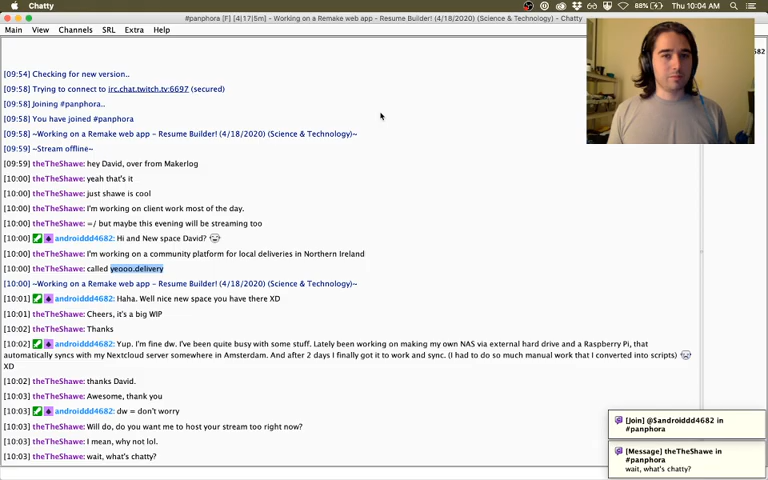 Chatty
88%
Thu 10:04 AM
#panphora [F] [4|17|5m] - Working on a Remake web app - Resume Builder! (4/18/2020) (Science & Technology) - Chatty
Main View Channels SRL Extra Help
[09:54] Checking for new version..
[09:58] Trying to connect to irc.chat.twitch.tv:6697 (secured)
[09:58] Joining #panphora..
[09:58] You have joined #panphora
[09:58] ~Working on a Remake web app - Resume Builder! (4/18/2020) (Science & Technology)~
[09:59] ~Stream offline~
[09:59] theTheShawe: hey David, over from Makerlog
[10:00] theTheShawe: yeah that's it
[10:00] theTheShawe: just shawe is cool
[10:00] theTheShawe: I'm working on client work most of the day.
[10:00] theTheShawe: =/ but maybe this evening will be streaming too
[10:00] androiddd4682: Hi and New space David?
[10:00] theTheShawe: I'm working on a community platform for local deliveries in Northern Ireland
[10:00] theTheShawe: called yeooo.delivery
[10:00] ~Working on a Remake web app - Resume Builder! (4/18/2020) (Science & Technology)~
[10:01] androiddd4682: Haha. Well nice new space you have there XD
[10:01] theTheShawe: Cheers, it's a big WIP
[10:02] theTheShawe: Thanks
[10:02] androiddd4682: Yup. I'm fine dw. I've been quite busy with some stuff. Lately been working on making my own NAS via external hard drive and a Raspberry Pi, that
automatically syncs with my Nextcloud server somewhere in Amsterdam. And after 2 days I finally got it to work and sync. (I had to do so much manual work that I converted into scripts)
XD
[10:02] theTheShawe: thanks David.
[10:03] theTheShawe: Awesome, thank you
[10:03] androiddd4682: dw = don't worry
[10:03] theTheShawe: Will do, do you want me to host your stream too right now?
[10:03] theTheShawe: I mean, why not lol.
[10:03] theTheShawe: wait, what's chatty?
[Join] @$androiddd4682 in
#panphora
[Message] theTheShawe in
#panphora
wait, what's chatty?